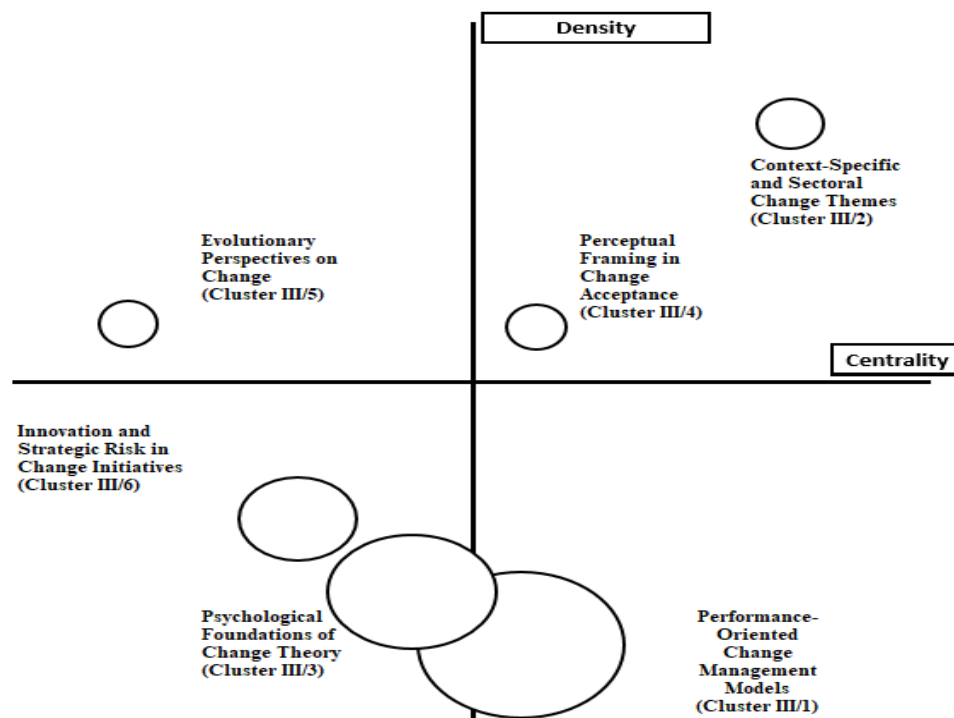 Density
Context-Specific
and Sectoral
Change Themes
(Cluster III/2)
Evolutionary
Perspectives on
Change
(Cluster III/5)
Perceptual
Framing in
Change
Acceptance
(Cluster III/4)
Centrality
Innovation and
Strategic Risk in
Change Initiatives
(Cluster III/6)
Psychological
Foundations of
Change Theory
(Cluster III/3)
Performance-
Oriented
Change
Management
Models
(Cluster III/1)